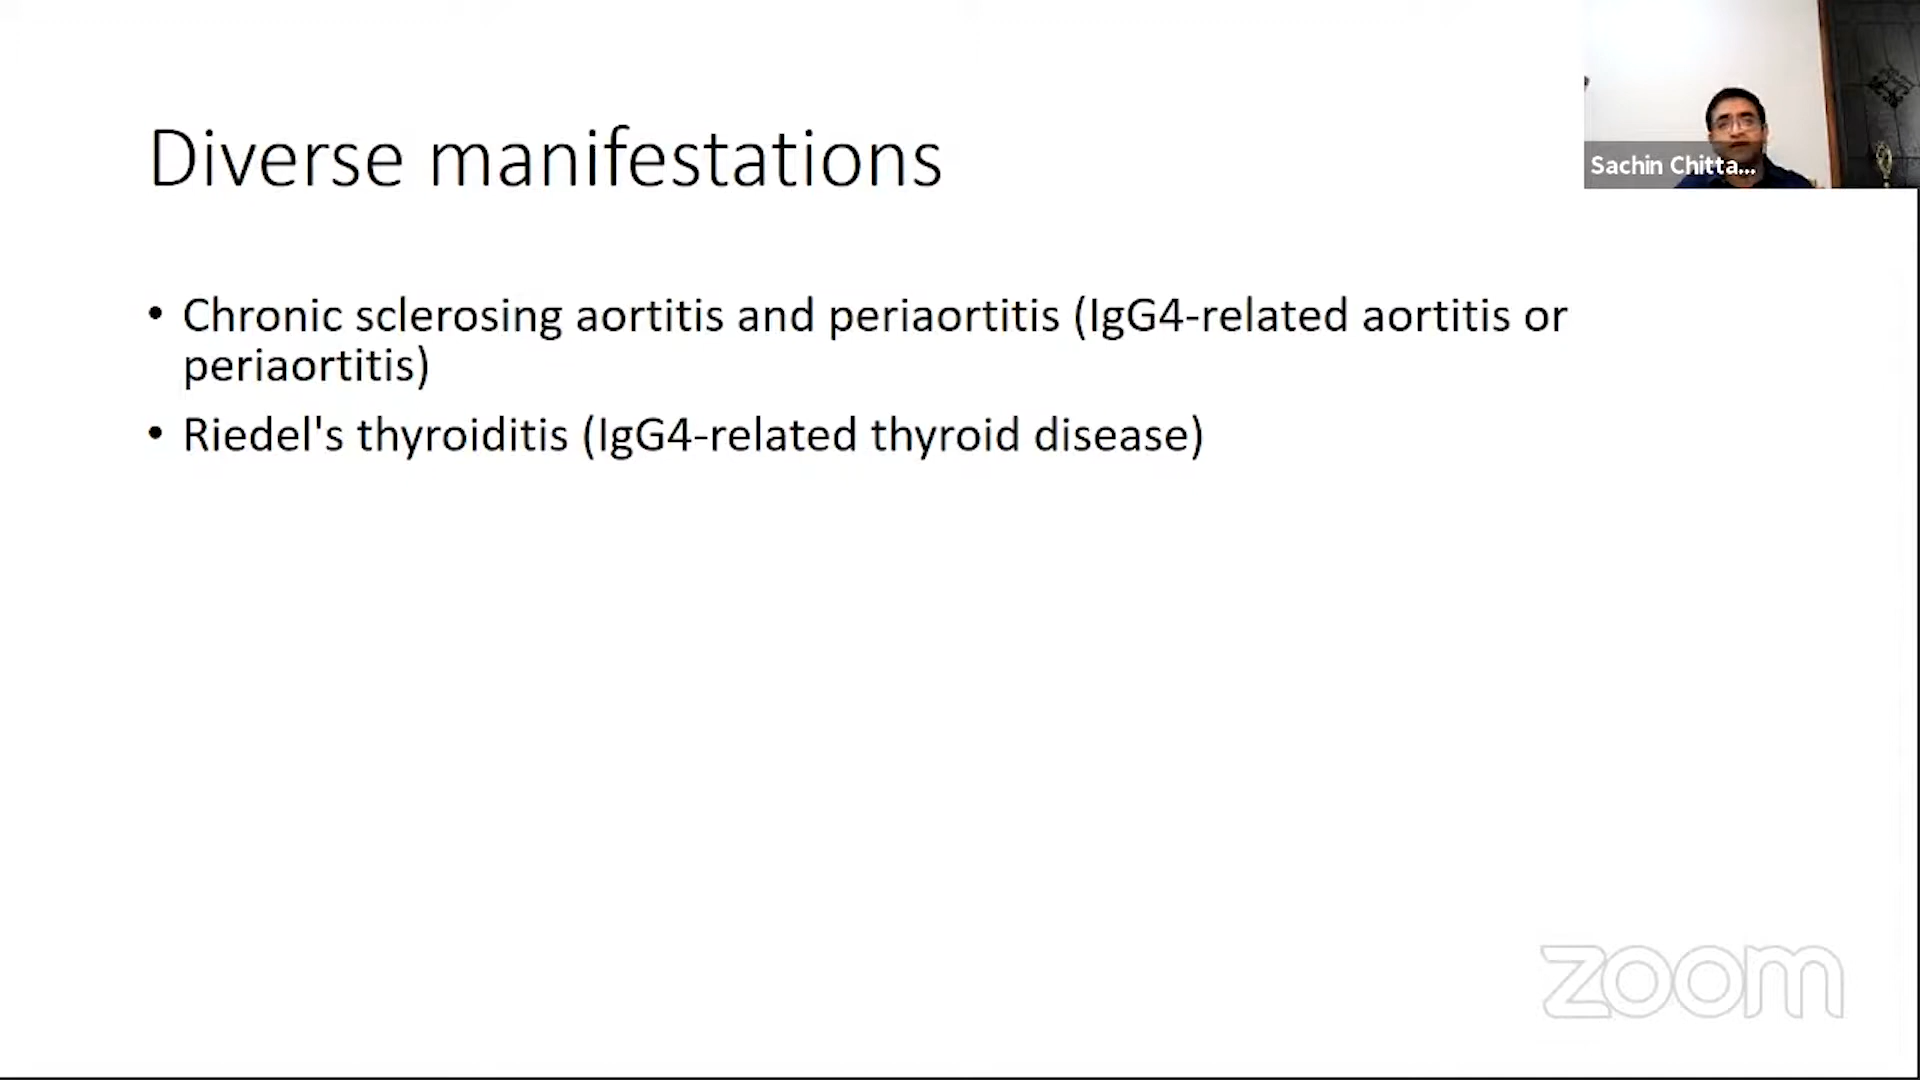 Diverse manifestations
Sachin Chitta...
• Chronic sclerosing aortitis and periaortitis (IgG4-related aortitis or
periaortitis)
• Riedel's thyroiditis (IgG4-related thyroid disease)
zoom